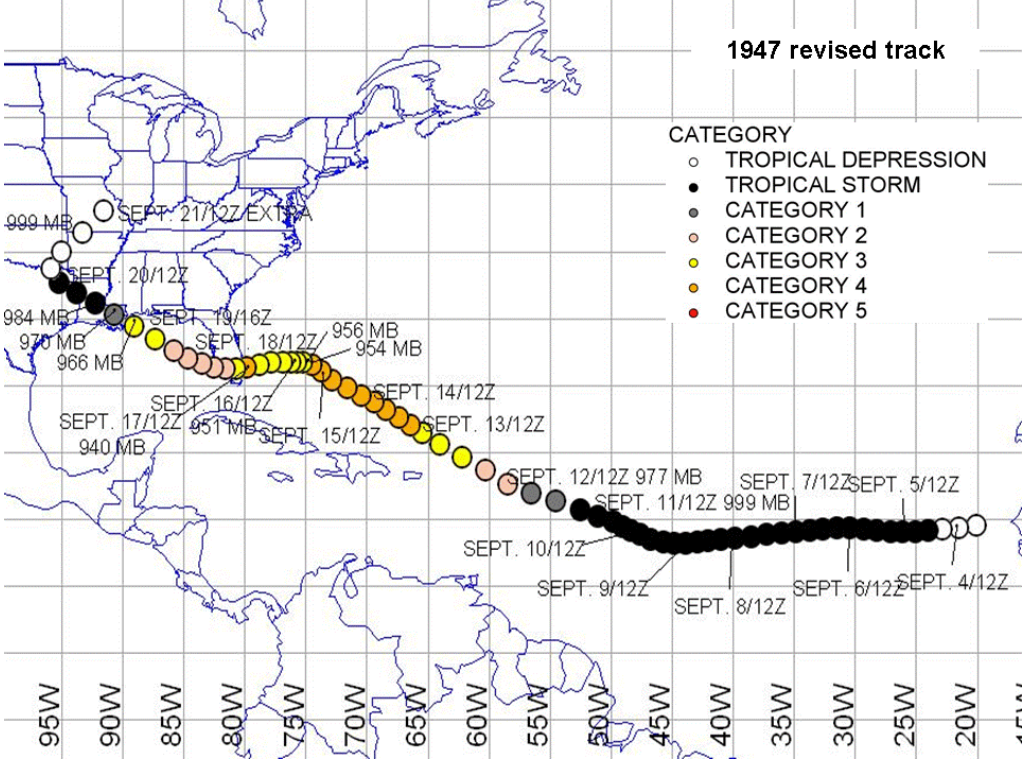 1947 revised track
CATEGORY
TROPICAL DEPRESSION
TROPICAL STORM
CATEGORY 1
CATEGORY 2
CATEGORY 3
CATEGORY 4
CATEGORY 5
SEPT. 21/12Z EXTRA
999 MB
SEPT. 20/12Z
984 MB
SEPT. 19/16Z
970 MB
966 MB
SEPT. 18/12Z
956 MB
954 MB
SEPT. 14/12Z
SEPT. 16/12Z
SEPT. 17/12Z
951 MB
SEPT. 15/12Z
SEPT. 13/12Z
940 MB
SEPT. 12/12Z 977 MB
SEPT. 7/12Z
SEPT. 5/12Z
SEPT. 11/12Z 999 MB
SEPT. 10/12Z
SEPT. 9/12Z
SEPT. 6/12Z
SEPT. 4/12Z
SEPT. 8/12Z
95W
90W
85W
80W
75W
70W
65W
60W
55W
50W
45W
40W
35W
30W
25W
20W